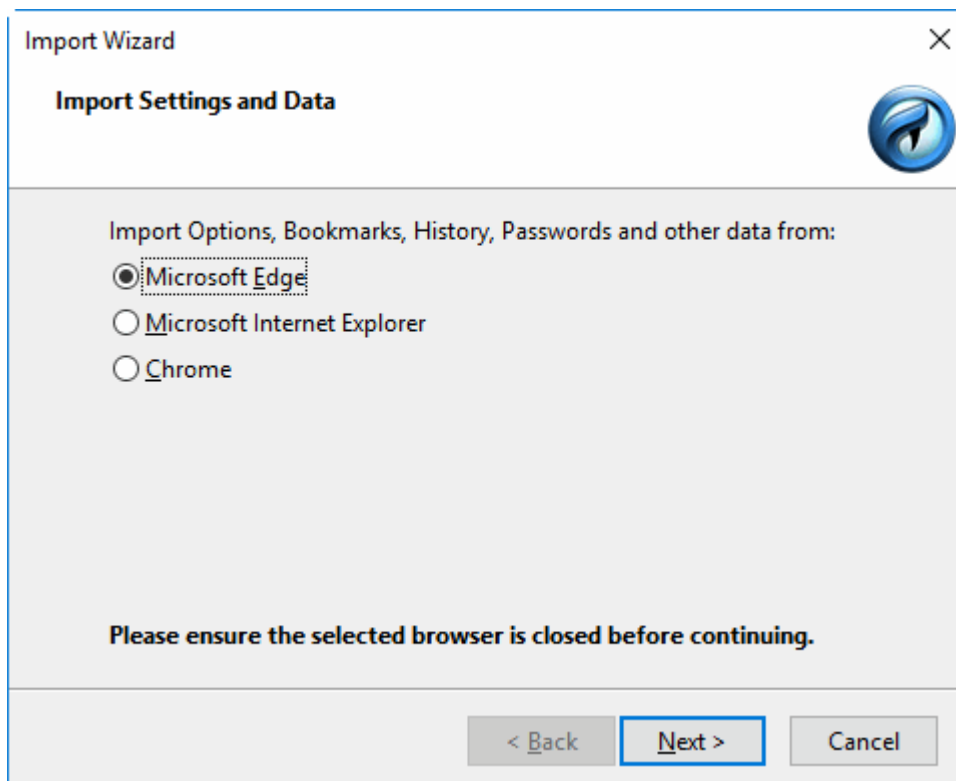 Import Wizard
Import Settings and Data
Import Options, Bookmarks, History, Passwords and other data from:
Microsoft Edge
Microsoft Internet Explorer
Chrome
Please ensure the selected browser is closed before continuing.
< Back Next > Cancel